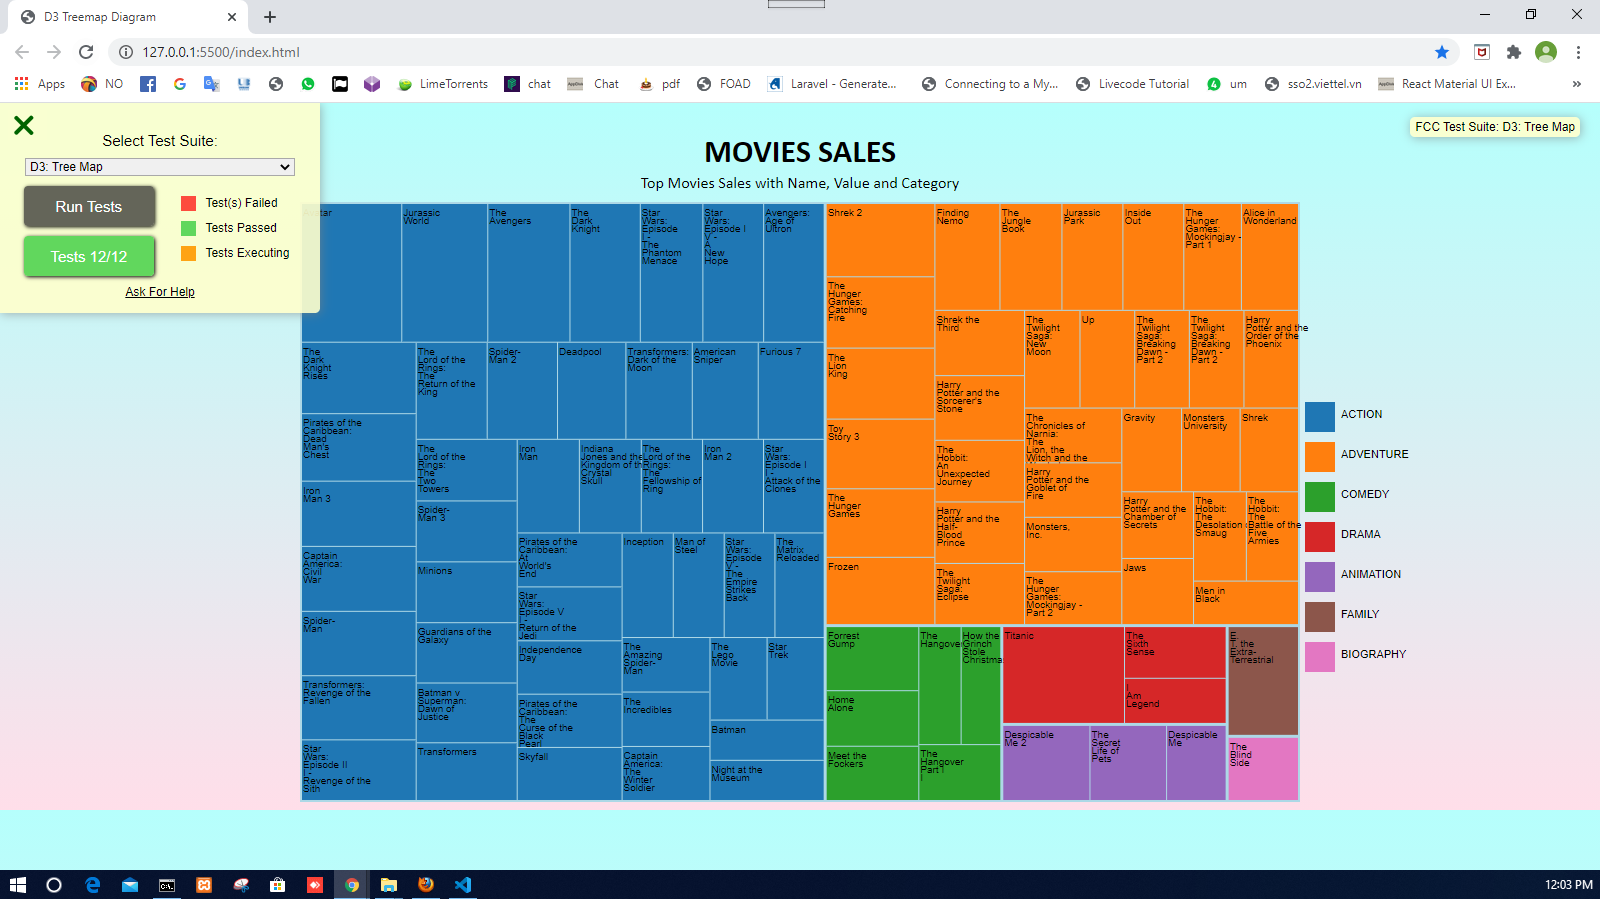 D3 Treemap Diagram
127.0.0.1:5500/index.html
Apps
NO
LimeTorrents
chat
Chat
pdf
FOAD
Laravel - Generate...
Connecting to a My...
Livecode Tutorial
um
sso2.viettel.vn
React Material UI Ex...
»
Select Test Suite:
D3: Tree Map
Run Tests
Tests 12/12
Test(s) Failed
Tests Passed
Tests Executing
Ask For Help
FCC Test Suite: D3: Tree Map
MOVIES SALES
Top Movies Sales with Name, Value and Category
Jurassic
World
The
Avengers
The
Dark
Knight
Star
Wars:
Episode
I -
The
Phantom
Menace
Star
Wars:
Episode I
V -
A
New
Hope
Avengers:
Age of
Ultron
The
Dark
Knight
Rises
Pirates of the
Caribbean:
Dead
Man's
Chest
Iron
Man 3
Captain
America:
Civil
War
Spider-
Man
Transformers:
Revenge of the
Fallen
Star
Wars:
Episode II
I -
Revenge of the
Sith
The
Lord of the
Rings:
The
Return of the
King
Spider-
Man 2
Deadpool
Transformers:
Dark of the
Moon
American
Sniper
Furious 7
The
Lord of the
Rings:
The
Two
Towers
Spider-
Man 3
Minions
Guardians of the
Galaxy
Batman v
Superman:
Dawn of
Justice
Transformers
Iron
Man
Indiana
Jones and the
Kingdom of th
Crystal
Skull
The
Lord of the
Rings:
The
Fellowship of
Ring
Iron
Man 2
Star
Wars:
Episode I
I -
Attack of the
Clones
Pirates of the
Caribbean:
At
World's
End
Star
Wars:
Episode V
I -
Return of the
Jedi
Independence
Day
Pirates of the
Caribbean:
The
Curse of the
Black
Pearl
Skyfall
Inception
Man of
Steel
Star
Wars:
Episode
V -
The
Empire
Strikes
Back
The
Matrix
Reloaded
The
Amazing
Spider-
Man
The
Incredibles
Captain
America:
The
Winter
Soldier
The
Lego
Movie
Star
Trek
Batman
Night at the
Museum
Shrek 2
The
Hunger
Games:
Catching
Fire
The
Lion
King
Toy
Story 3
The
Hunger
Games
Frozen
Finding
Nemo
The
Jungle
Book
Jurassic
Park
Inside
Out
The
Hunger
Games:
Mockingjay -
Part 1
Alice in
Wonderland
Shrek the
Third
Harry
Potter and the
Sorcerer's
Stone
The
Hobbit:
An
Unexpected
Journey
Harry
Potter and the
Half-
Blood
Prince
The
Twilight
Saga:
Eclipse
The
Twilight
Saga:
New
Moon
Up
The
Twilight
Saga:
Breaking
Dawn -
Part 2
The
Twilight
Saga:
Breaking
Dawn -
Part 2
Harry
Potter and the
Order of the
Phoenix
The
Chronicles of
Narnia:
The
Lion, the
Witch and the
Harry
Potter and the
Goblet of
Fire
Monsters,
Inc.
The
Hunger
Games:
Mockingjay -
Part 2
Gravity
Monsters
University
Shrek
Harry
Potter and the
Chamber of
Secrets
Jaws
The
Hobbit:
The
Desolation
Smaug
The
Hobbit:
The
Battle of the
Five
Armies
Men in
Black
Forrest
Gump
Home
Alone
Meet the
Fockers
The
Hangover
How the
Grinch
Stole
Christmas
The
Hangover
Part I
I
Titanic
The
Sixth
Sense
I
Am
Legend
Despicable
Me 2
The
Secret
Life of
Pets
Despicable
Me
E.
T. the
Extra-
Terrestrial
The
Blind
Side
ACTION
ADVENTURE
COMEDY
DRAMA
ANIMATION
FAMILY
BIOGRAPHY
12:03 PM